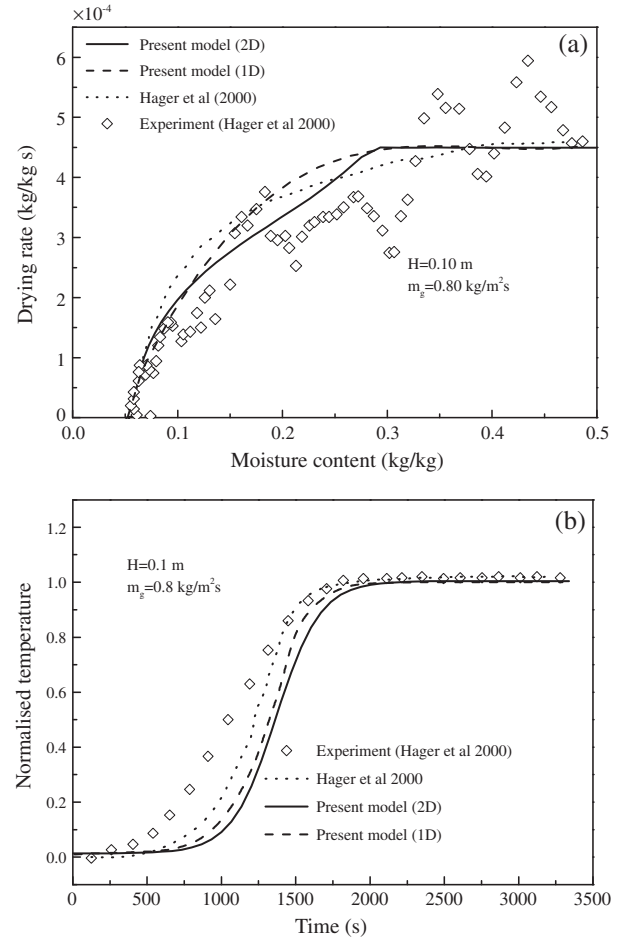 ×10⁻⁴
(a)
Present model (2D)
Present model (1D)
Hager et al (2000)
Experiment (Hager et al 2000)
6
5
4
3
2
1
0
Drying rate (kg/kg s)
H=0.10 m
m_g=0.80 kg/m²s
0.0 0.1 0.2 0.3 0.4 0.5
Moisture content (kg/kg)
(b)
H=0.1 m
m_g=0.8 kg/m²s
1.2
1.0
0.8
0.6
0.4
0.2
0.0
Normalised temperature
Experiment (Hager et al 2000)
Hager et al 2000
Present model (2D)
Present model (1D)
0 500 1000 1500 2000 2500 3000 3500
Time (s)